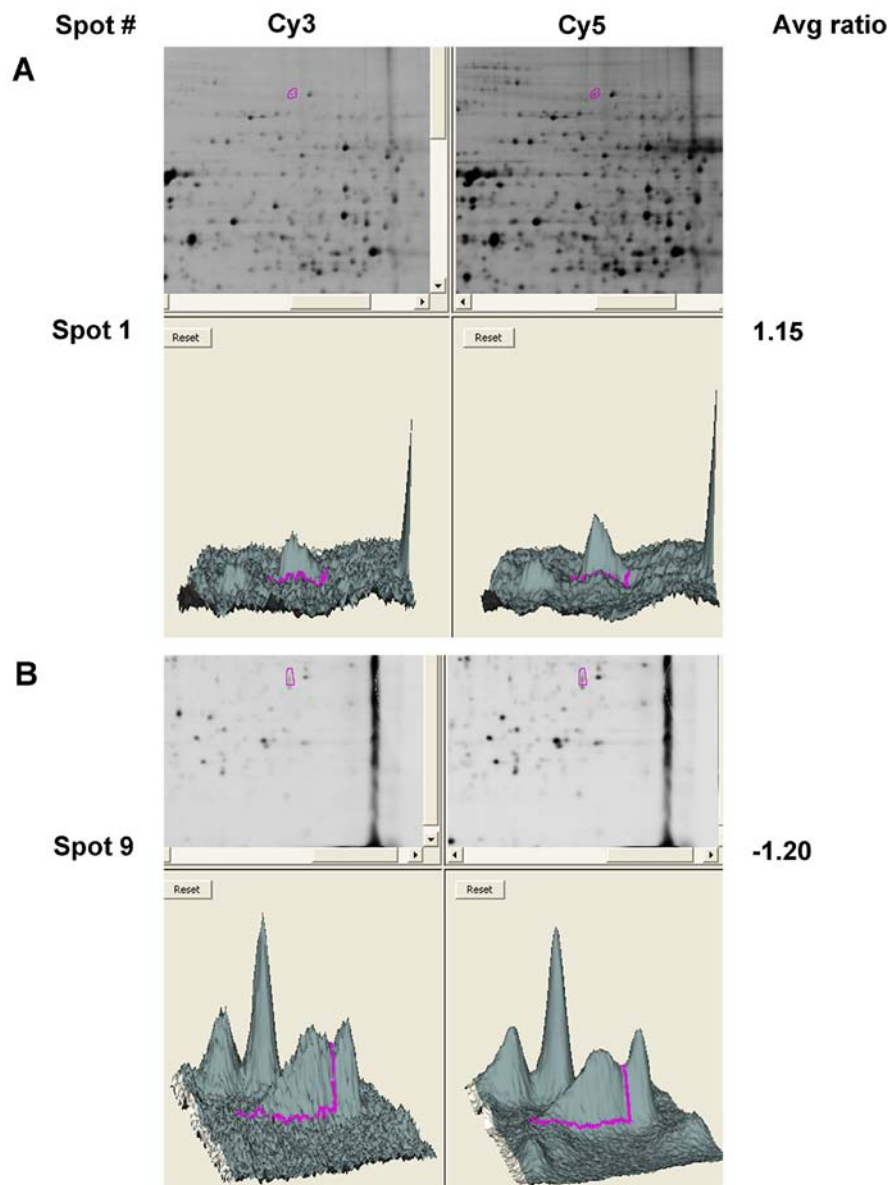 Spot # Cy3 Cy5 Avg ratio
A
Spot 1 1.15
Reset Reset
B
Spot 9 -1.20
Reset Reset